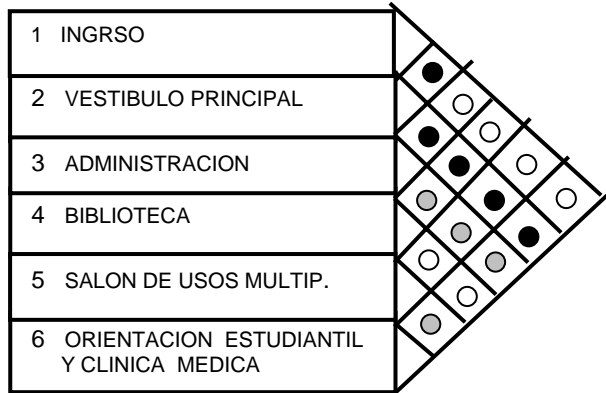 1 INGRSO
2 VESTIBULO PRINCIPAL
3 ADMINISTRACION
4 BIBLIOTECA
5 SALON DE USOS MULTIP.
6 ORIENTACION ESTUDIANTIL
Y CLINICA MEDICA